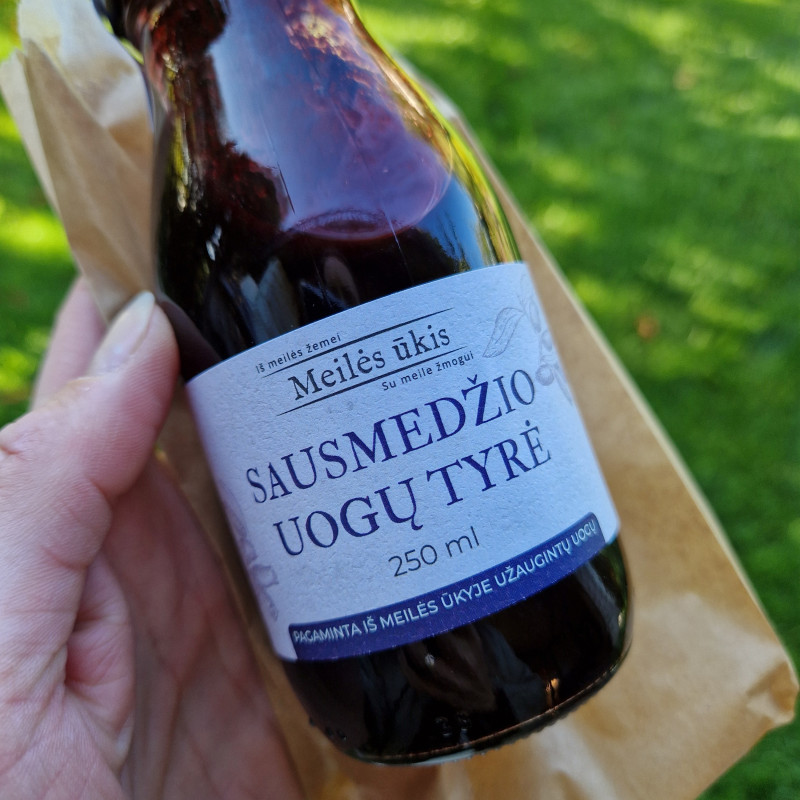 Iš meilės žemei
Meilės ūkis
Su meile žmogui
SAUSMEDŽIO
UOGŲ TYRĖ
250 ml
PAGAMINTA IŠ MEILĖS ŪKYJE UŽAUGINTŲ UOGŲ